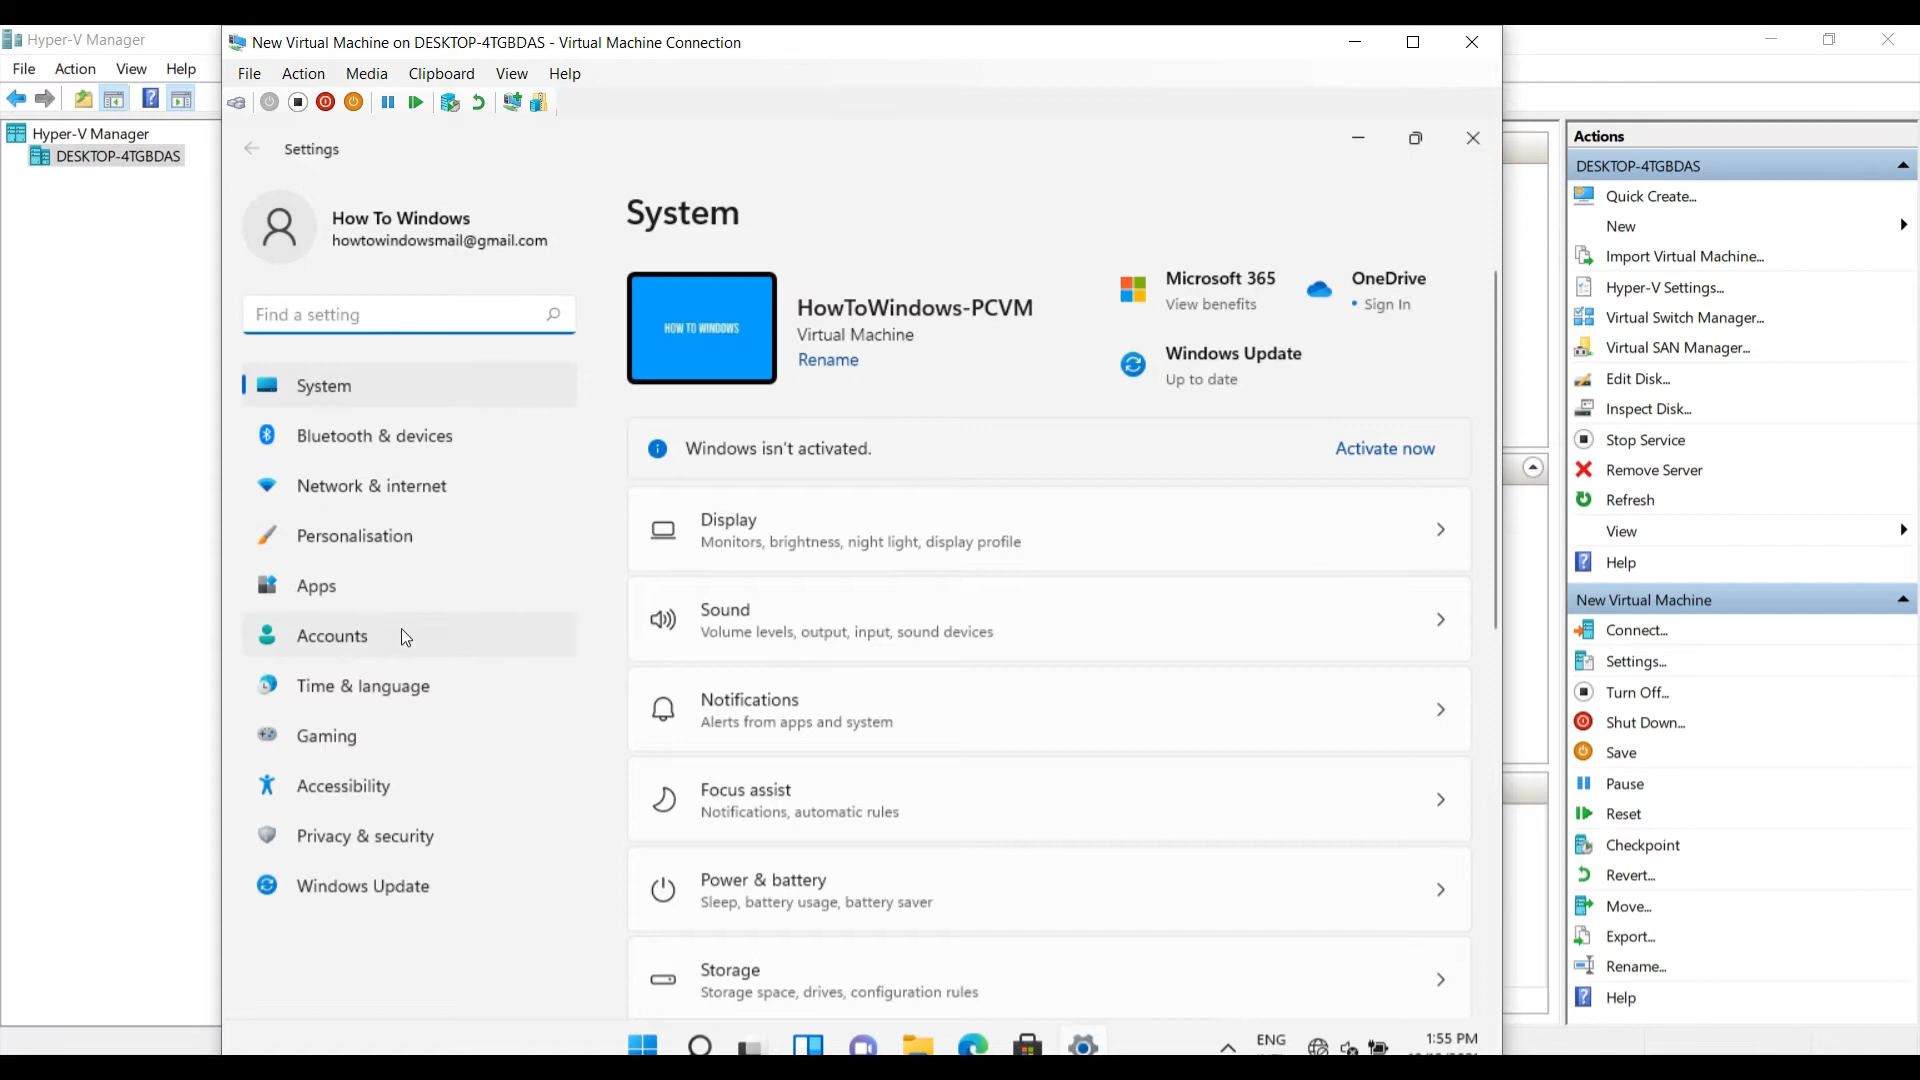 Hyper-V Manager
File Action View Help
Hyper-V Manager
DESKTOP-4TGBDAS
New Virtual Machine on DESKTOP-4TGBDAS - Virtual Machine Connection
File Action Media Clipboard View Help
Settings
How To Windows
howtowindowsmail@gmail.com
Find a setting
System
Bluetooth & devices
Network & internet
Personalisation
Apps
Accounts
Time & language
Gaming
Accessibility
Privacy & security
Windows Update
System
HOW TO WINDOWS
HowToWindows-PCVM
Virtual Machine
Rename
Microsoft 365
View benefits
OneDrive
• Sign In
Windows Update
Up to date
Windows isn't activated.
Activate now
Display
Monitors, brightness, night light, display profile
Sound
Volume levels, output, input, sound devices
Notifications
Alerts from apps and system
Focus assist
Notifications, automatic rules
Power & battery
Sleep, battery usage, battery saver
Storage
Storage space, drives, configuration rules
ENG
1:55 PM
Actions
DESKTOP-4TGBDAS
Quick Create...
New
Import Virtual Machine...
Hyper-V Settings...
Virtual Switch Manager...
Virtual SAN Manager...
Edit Disk...
Inspect Disk...
Stop Service
Remove Server
Refresh
View
Help
New Virtual Machine
Connect...
Settings...
Turn Off...
Shut Down...
Save
Pause
Reset
Checkpoint
Revert...
Move...
Export...
Rename...
Help